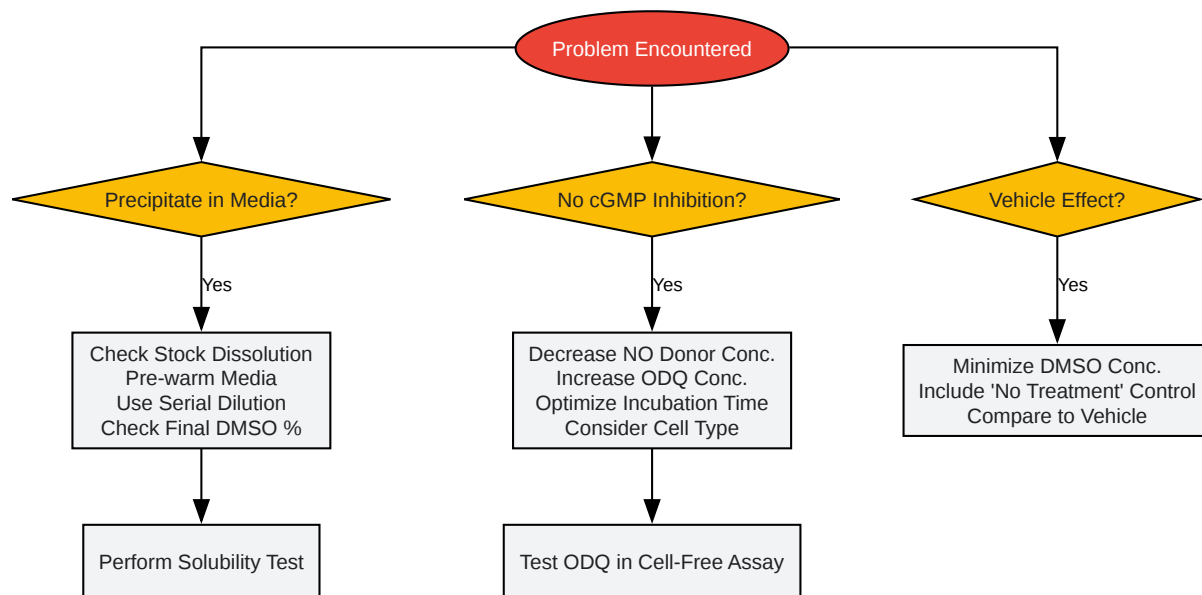 Problem Encountered
Precipitate in Media?
No cGMP Inhibition?
Vehicle Effect?
Yes
Yes
Yes
Check Stock Dissolution
Pre-warm Media
Use Serial Dilution
Check Final DMSO %
Decrease NO Donor Conc.
Increase ODQ Conc.
Optimize Incubation Time
Consider Cell Type
Minimize DMSO Conc.
Include 'No Treatment' Control
Compare to Vehicle
Perform Solubility Test
Test ODQ in Cell-Free Assay